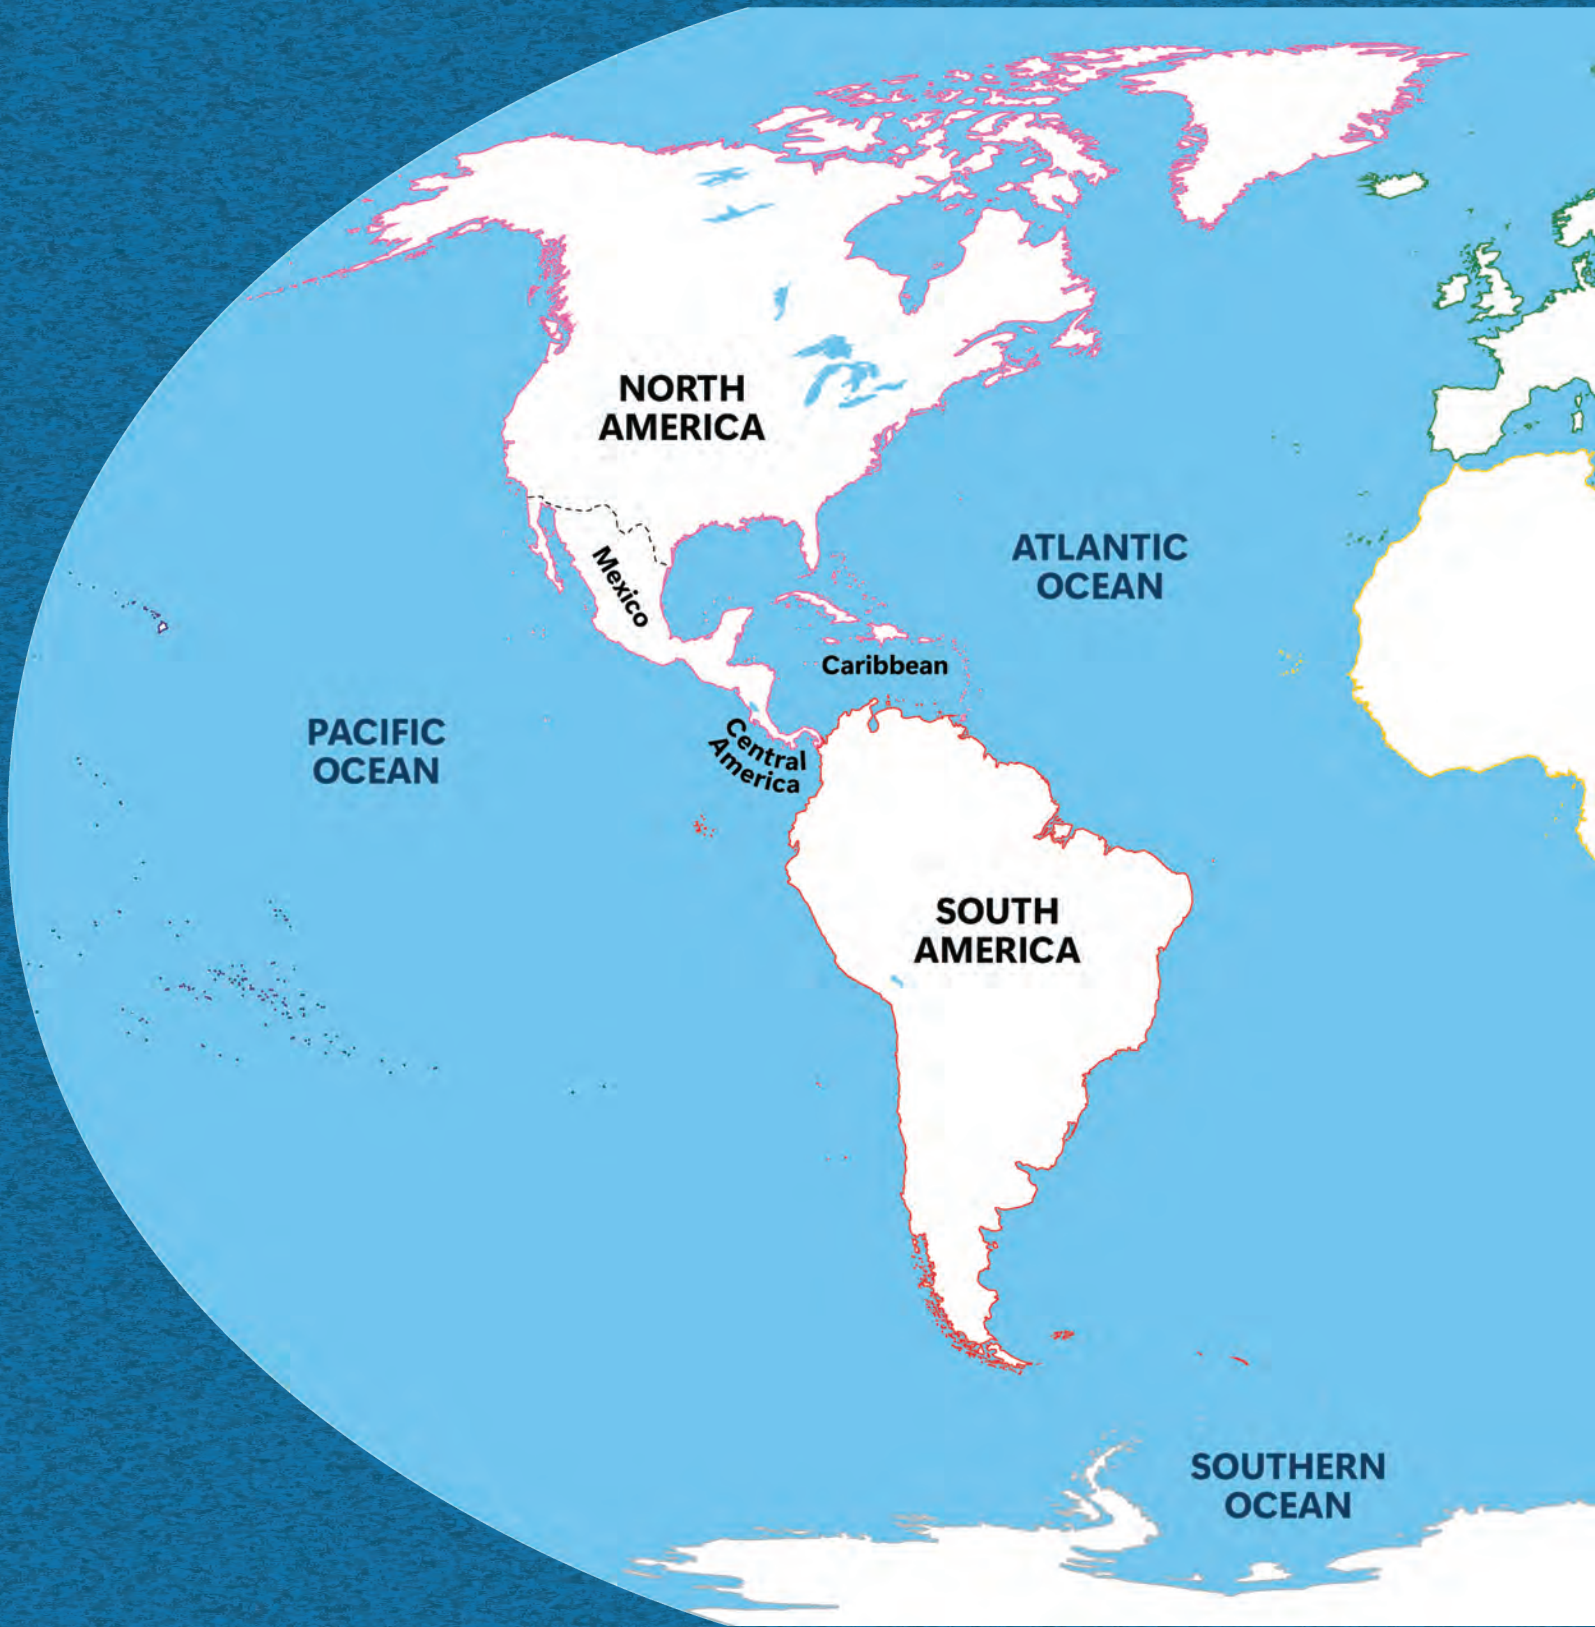 NORTH
AMERICA
Mexico
ATLANTIC
OCEAN
Caribbean
PACIFIC
OCEAN
Central
America
SOUTH
AMERICA
SOUTHERN
OCEAN